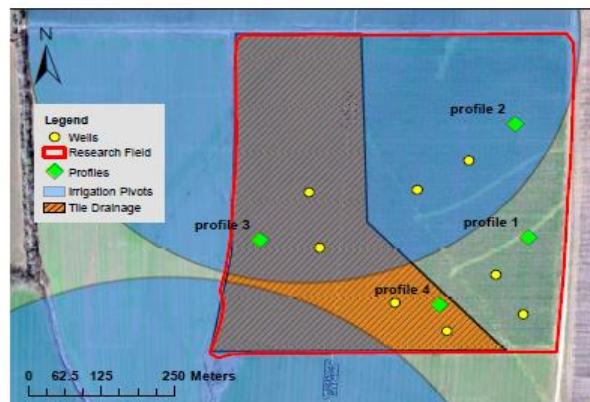 N
Legend
Wells
Research Field
Profiles
Irrigation Pivots
Tile Drainage
profile 2
profile 1
profile 3
profile 4
0 62.5 125 250 Meters